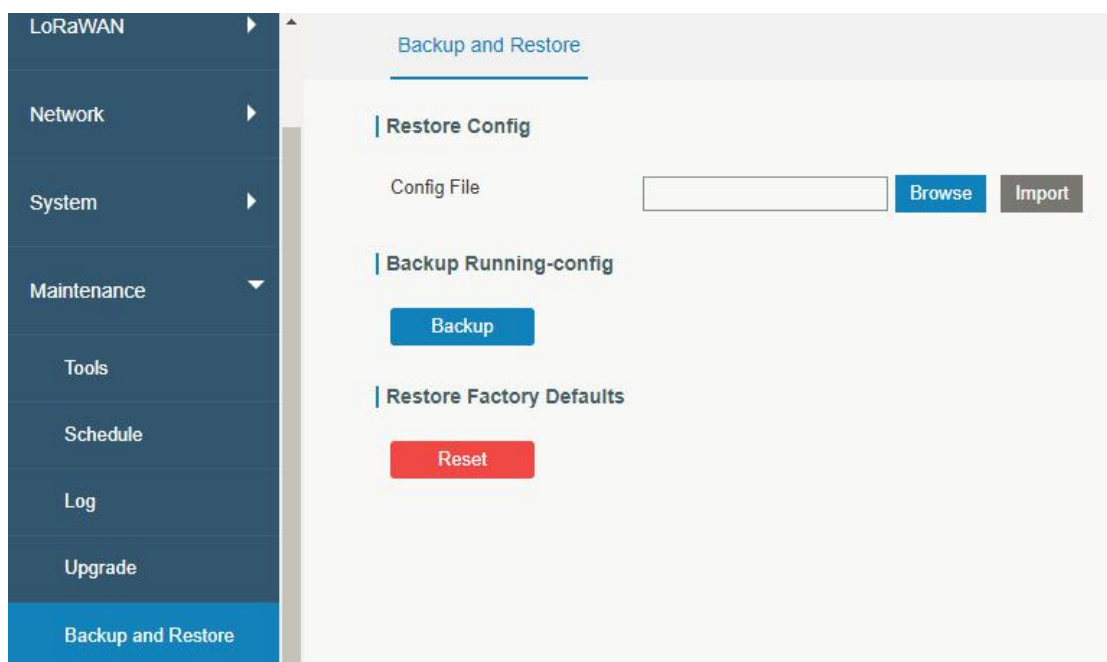 LoRaWAN
Network
System
Maintenance
Tools
Schedule
Log
Upgrade
Backup and Restore
Backup and Restore
Restore Config
Config File
Browse
Import
Backup Running-config
Backup
Restore Factory Defaults
Reset